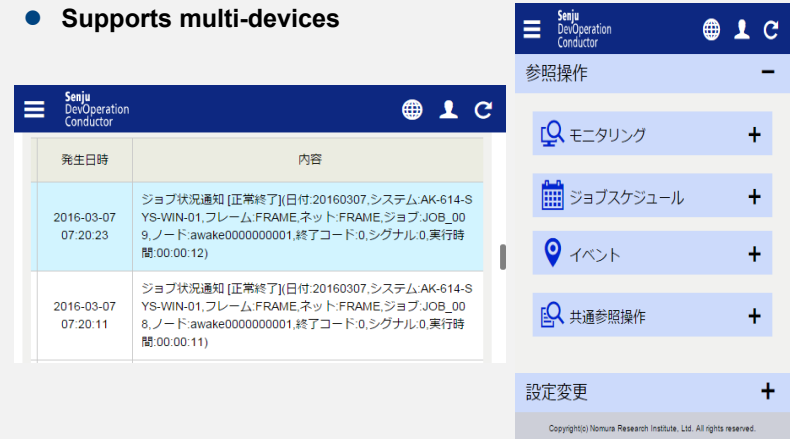 Supports multi-devices
Senju
DevOperation
Conductor
発生日時
内容
2016-03-07
07:20:23
ジョブ状況通知 [正常終了](日付:20160307,システム:AK-614-S
YS-WIN-01,フレーム:FRAME,ネット:FRAME,ジョブ:JOB_00
9,ノード:awake0000000001,終了コード:0,シグナル:0,実行時
間:00:00:12)
2016-03-07
07:20:11
ジョブ状況通知 [正常終了](日付:20160307,システム:AK-614-S
YS-WIN-01,フレーム:FRAME,ネット:FRAME,ジョブ:JOB_00
8,ノード:awake0000000001,終了コード:0,シグナル:0,実行時
間:00:00:11)
Senju
DevOperation
Conductor
参照操作
モニタリング
ジョブスケジュール
イベント
共通参照操作
設定変更
Copyright(c) Nomura Research Institute, Ltd. All rights reserved.